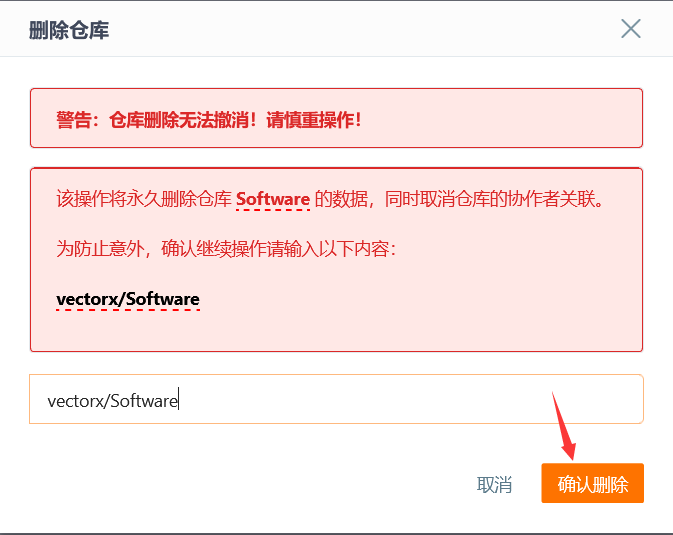 删除仓库
警告：仓库删除无法撤消！请慎重操作！
该操作将永久删除仓库 Software 的数据，同时取消仓库的协作者关联。
为防止意外，确认继续操作请输入以下内容：
vectorx/Software
vectorx/Software
取消 确认删除